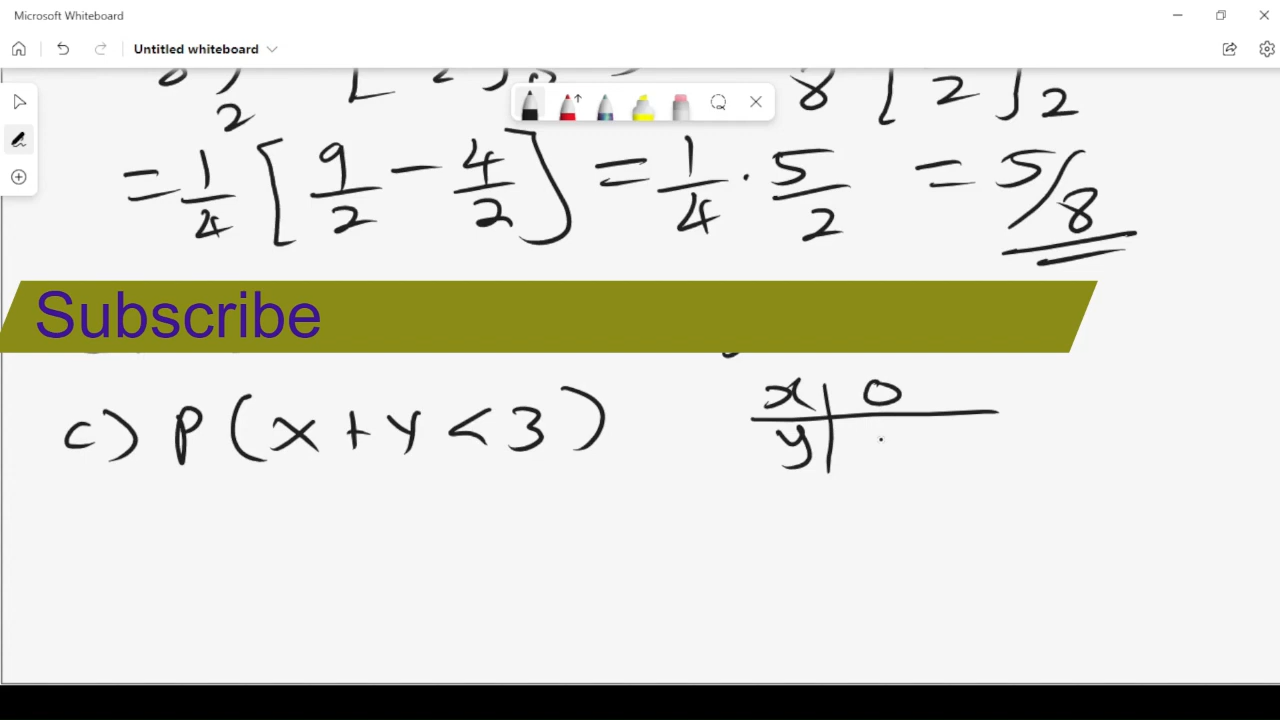 Microsoft Whiteboard
Untitled whiteboard
= 1/4 [ 9/2 - 4/2 ] = 1/4 · 5/2 = 5/8
Subscribe
c) P ( x + y < 3 )
x | 0
y |